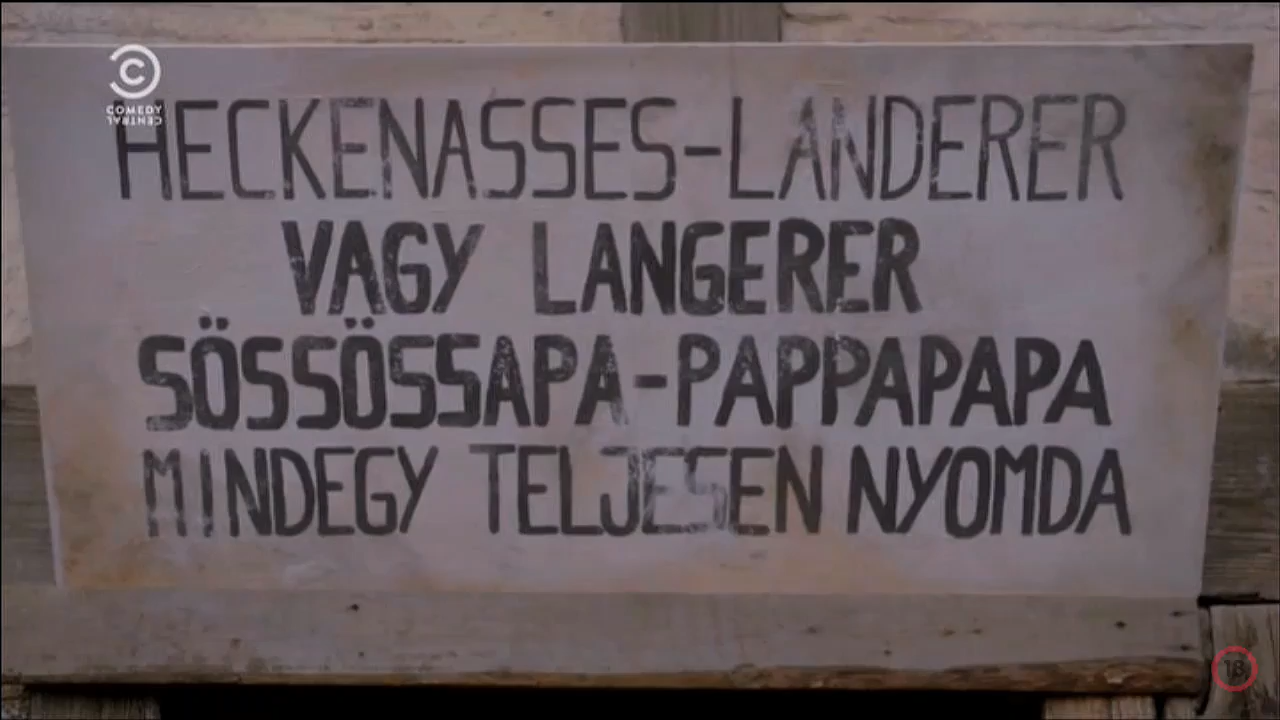 COMEDY
CENTRAL
HECKENASSES-LANDERER
VAGY LANGERER
SÖSSÖSSAPA-PAPPAPAPA
MINDEGY TELJESEN NYOMDA
18